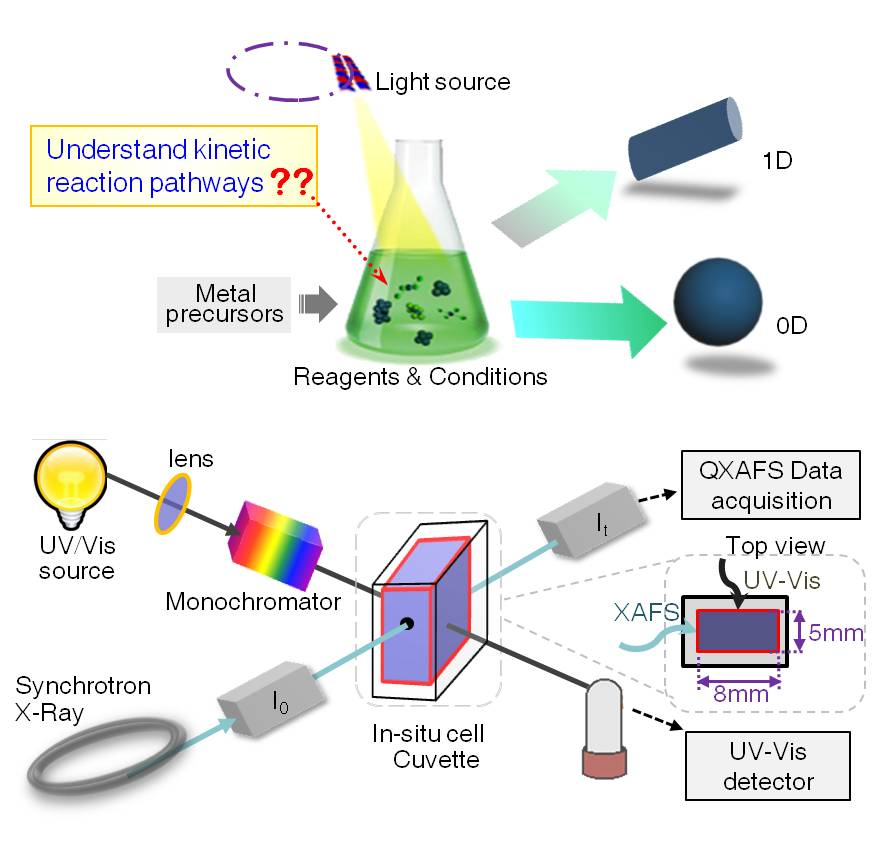 Light source
Understand kinetic
reaction pathways ??
1D
Metal
precursors
0D
Reagents & Conditions
lens
UV/Vis
source
Monochromator
It
QXAFS Data
acquisition
Top view
UV-Vis
XAFS
5mm
8mm
Synchrotron
X-Ray
I0
In-situ cell
Cuvette
UV-Vis
detector